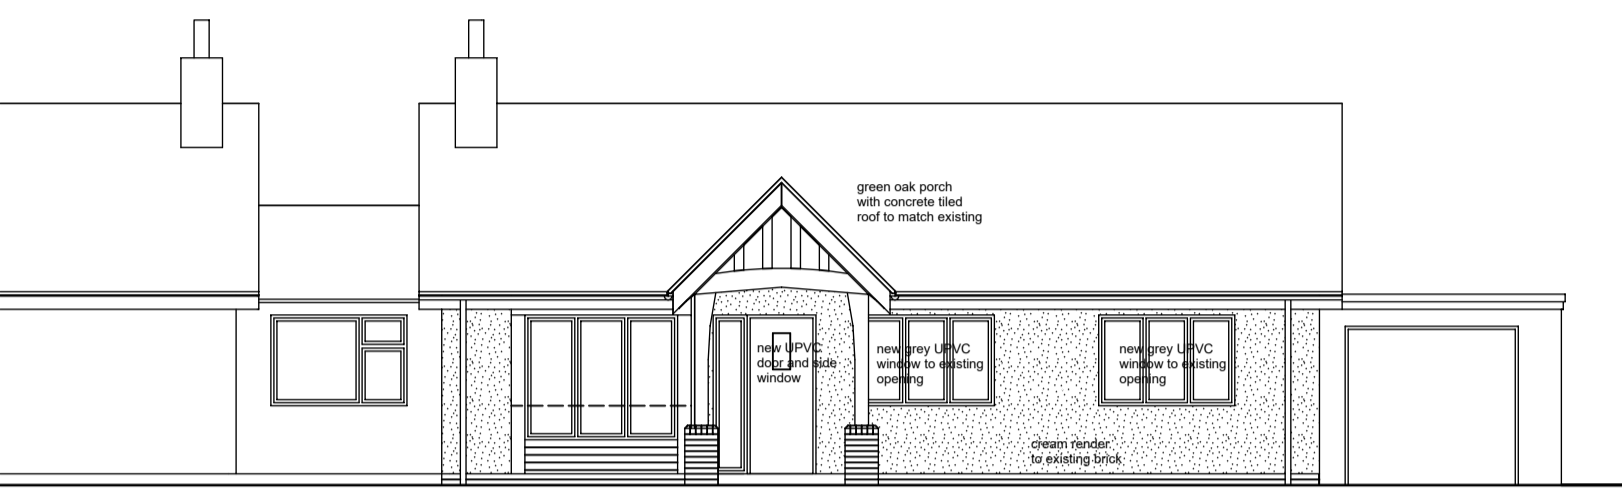 green oak porch
with concrete tiled
roof to match existing
new UPVC
door and side
window
new grey UPVC
window to existing
opening
new grey UPVC
window to existing
opening
cream render
to existing brick